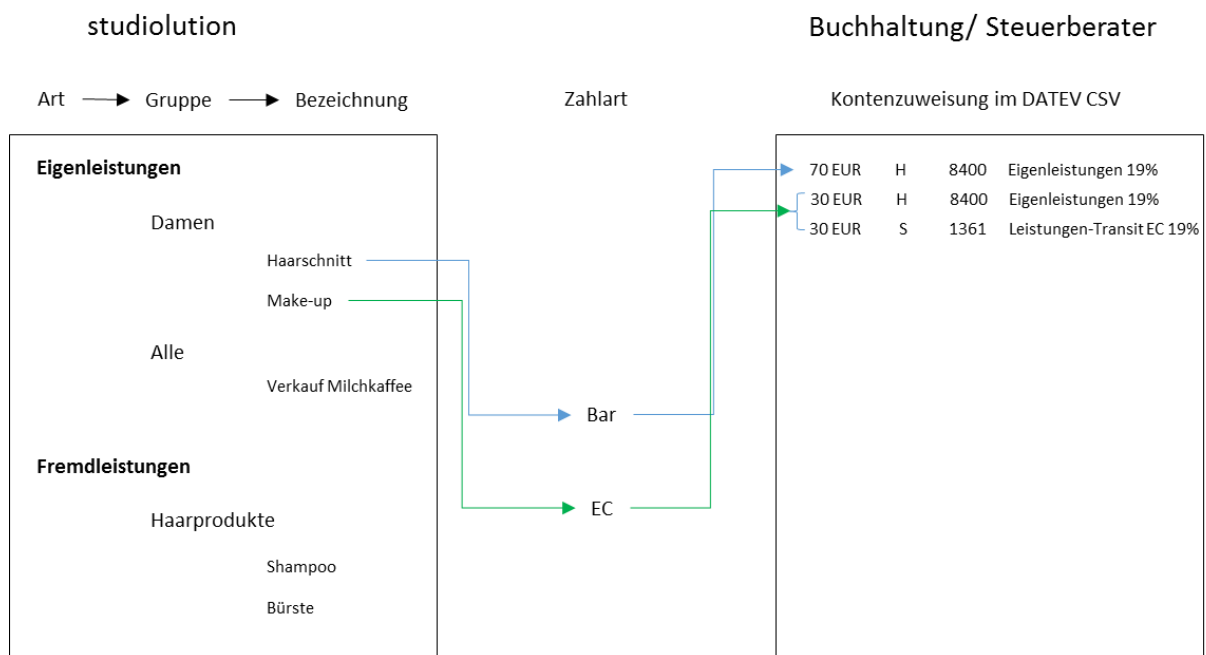 studiolution
Buchhaltung/ Steuerberater
Art Gruppe Bezeichnung
Zahlart
Kontenzuweisung im DATEV CSV
Eigenleistungen
Damen
Haarschnitt
Make-up
Alle
Verkauf Milchkaffee
Fremdleistungen
Haarprodukte
Shampoo
Bürste
Bar
EC
70 EUR H 8400 Eigenleistungen 19%
30 EUR H 8400 Eigenleistungen 19%
30 EUR S 1361 Leistungen-Transit EC 19%